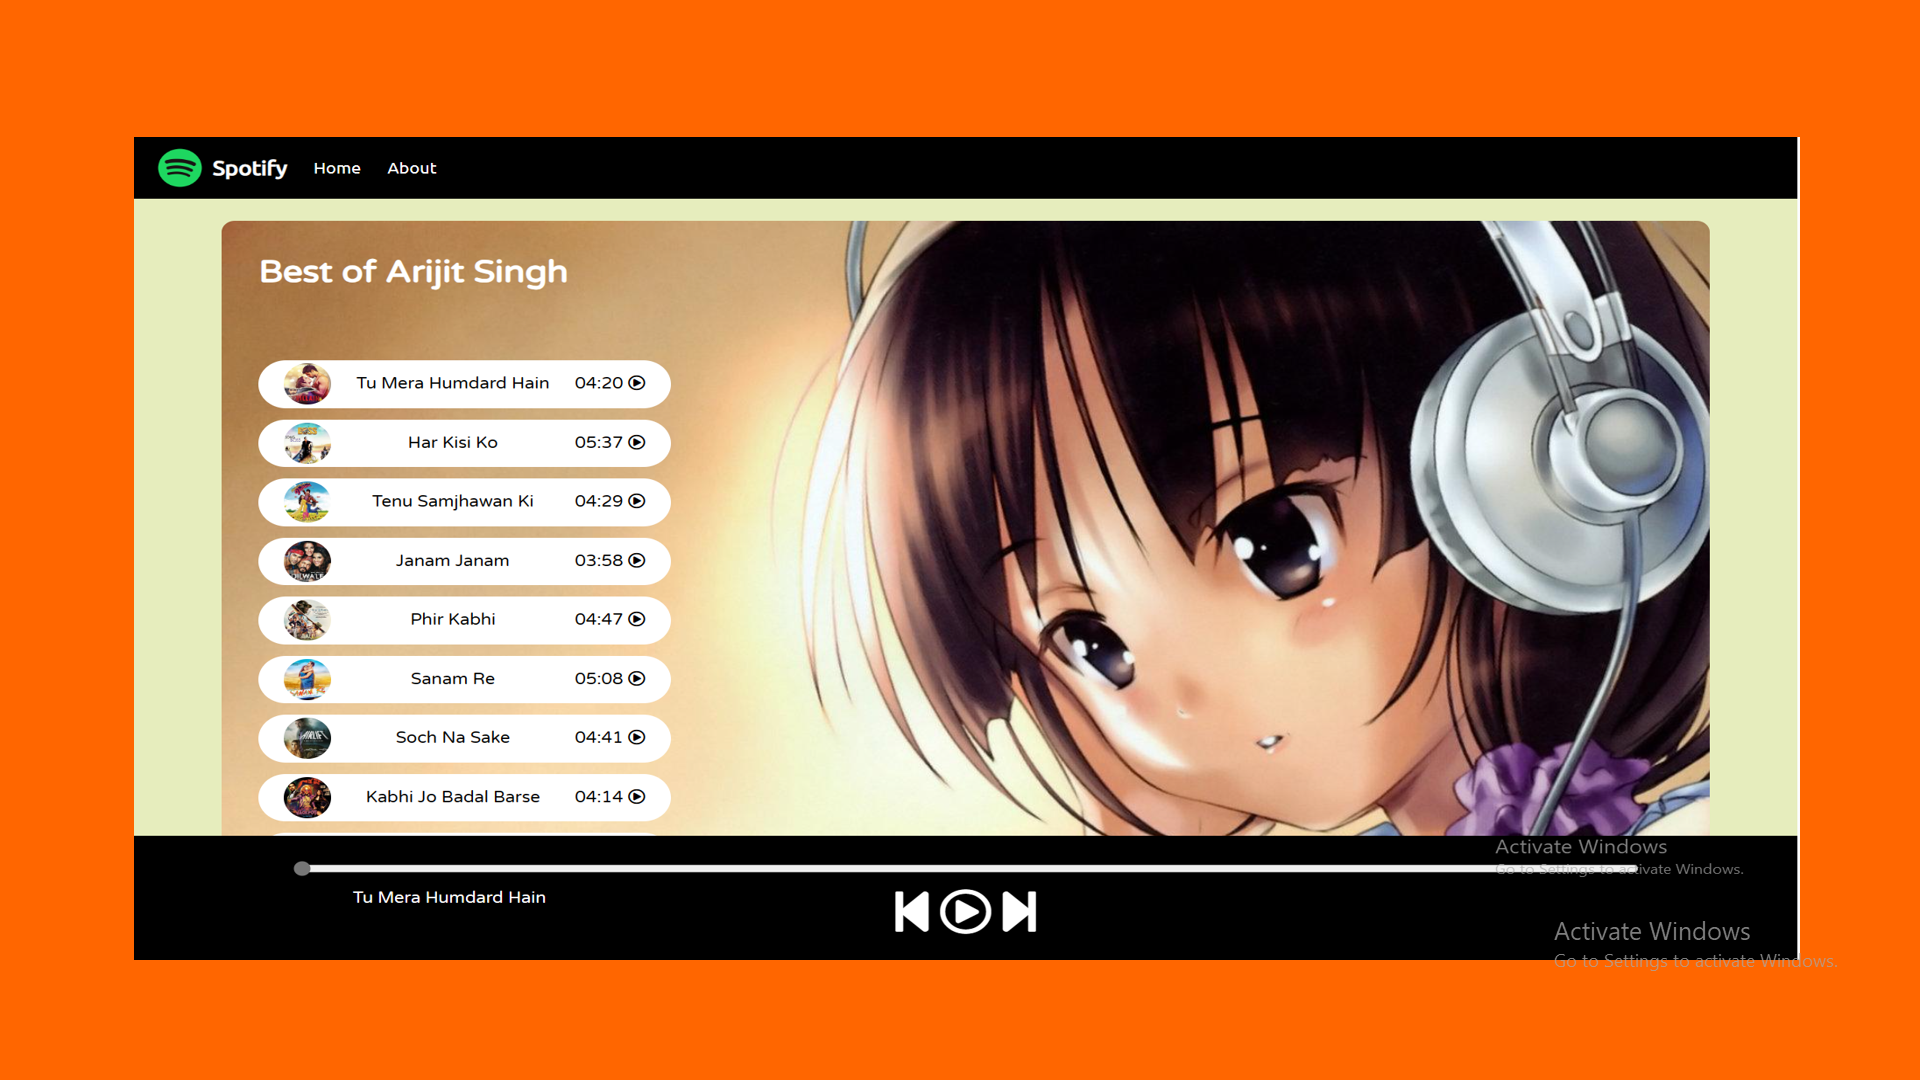 Spotify Home About
Best of Arijit Singh
Tu Mera Humdard Hain 04:20
Har Kisi Ko 05:37
Tenu Samjhawan Ki 04:29
Janam Janam 03:58
Phir Kabhi 04:47
Sanam Re 05:08
Soch Na Sake 04:41
Kabhi Jo Badal Barse 04:14
Activate Windows
Go to Settings to activate Windows.
Tu Mera Humdard Hain
Activate Windows
Go to Settings to activate Windows.